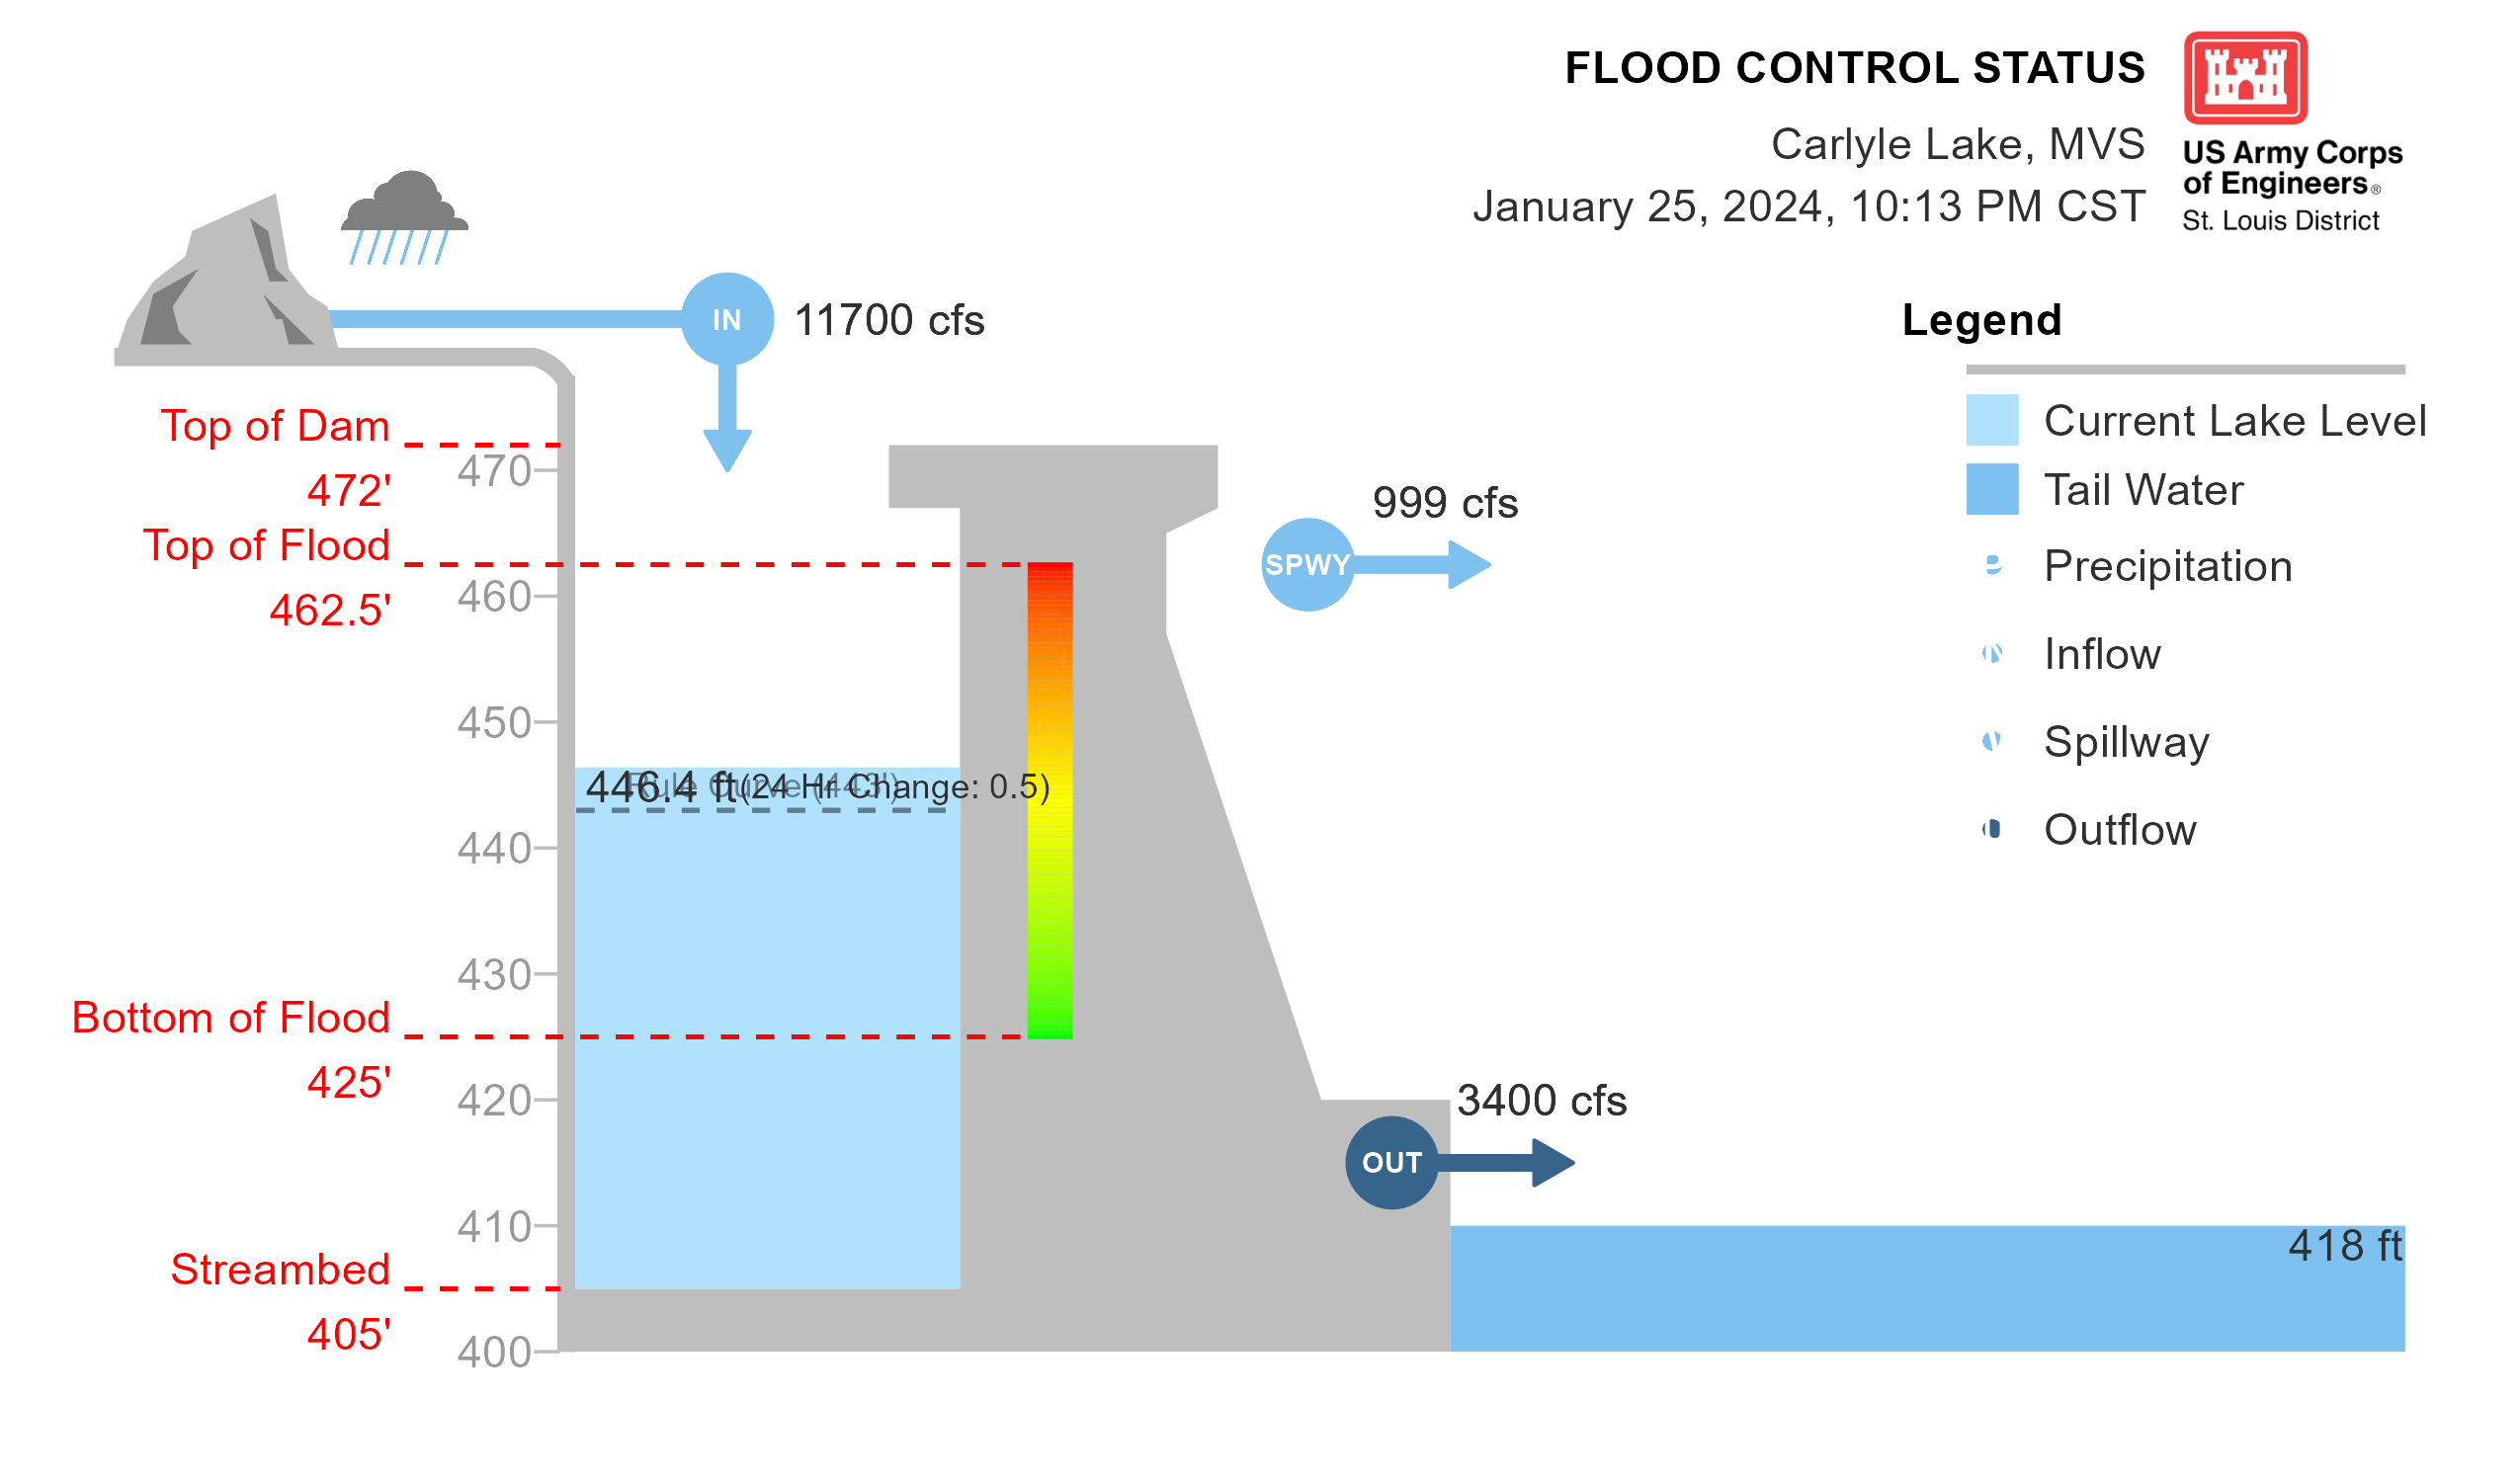 FLOOD CONTROL STATUS
Carlyle Lake, MVS
January 25, 2024, 10:13 PM CST
US Army Corps
of Engineers®
St. Louis District
IN
11700 cfs
Legend
Current Lake Level
Tail Water
Precipitation
Inflow
Spillway
Outflow
Top of Dam
472'
Top of Flood
462.5'
Bottom of Flood
425'
Streambed
405'
470
460
450
440
430
420
410
400
Rule Curve (443')
446.4 ft(24 Hr Change: 0.5)
999 cfs
SPWY
3400 cfs
OUT
418 ft